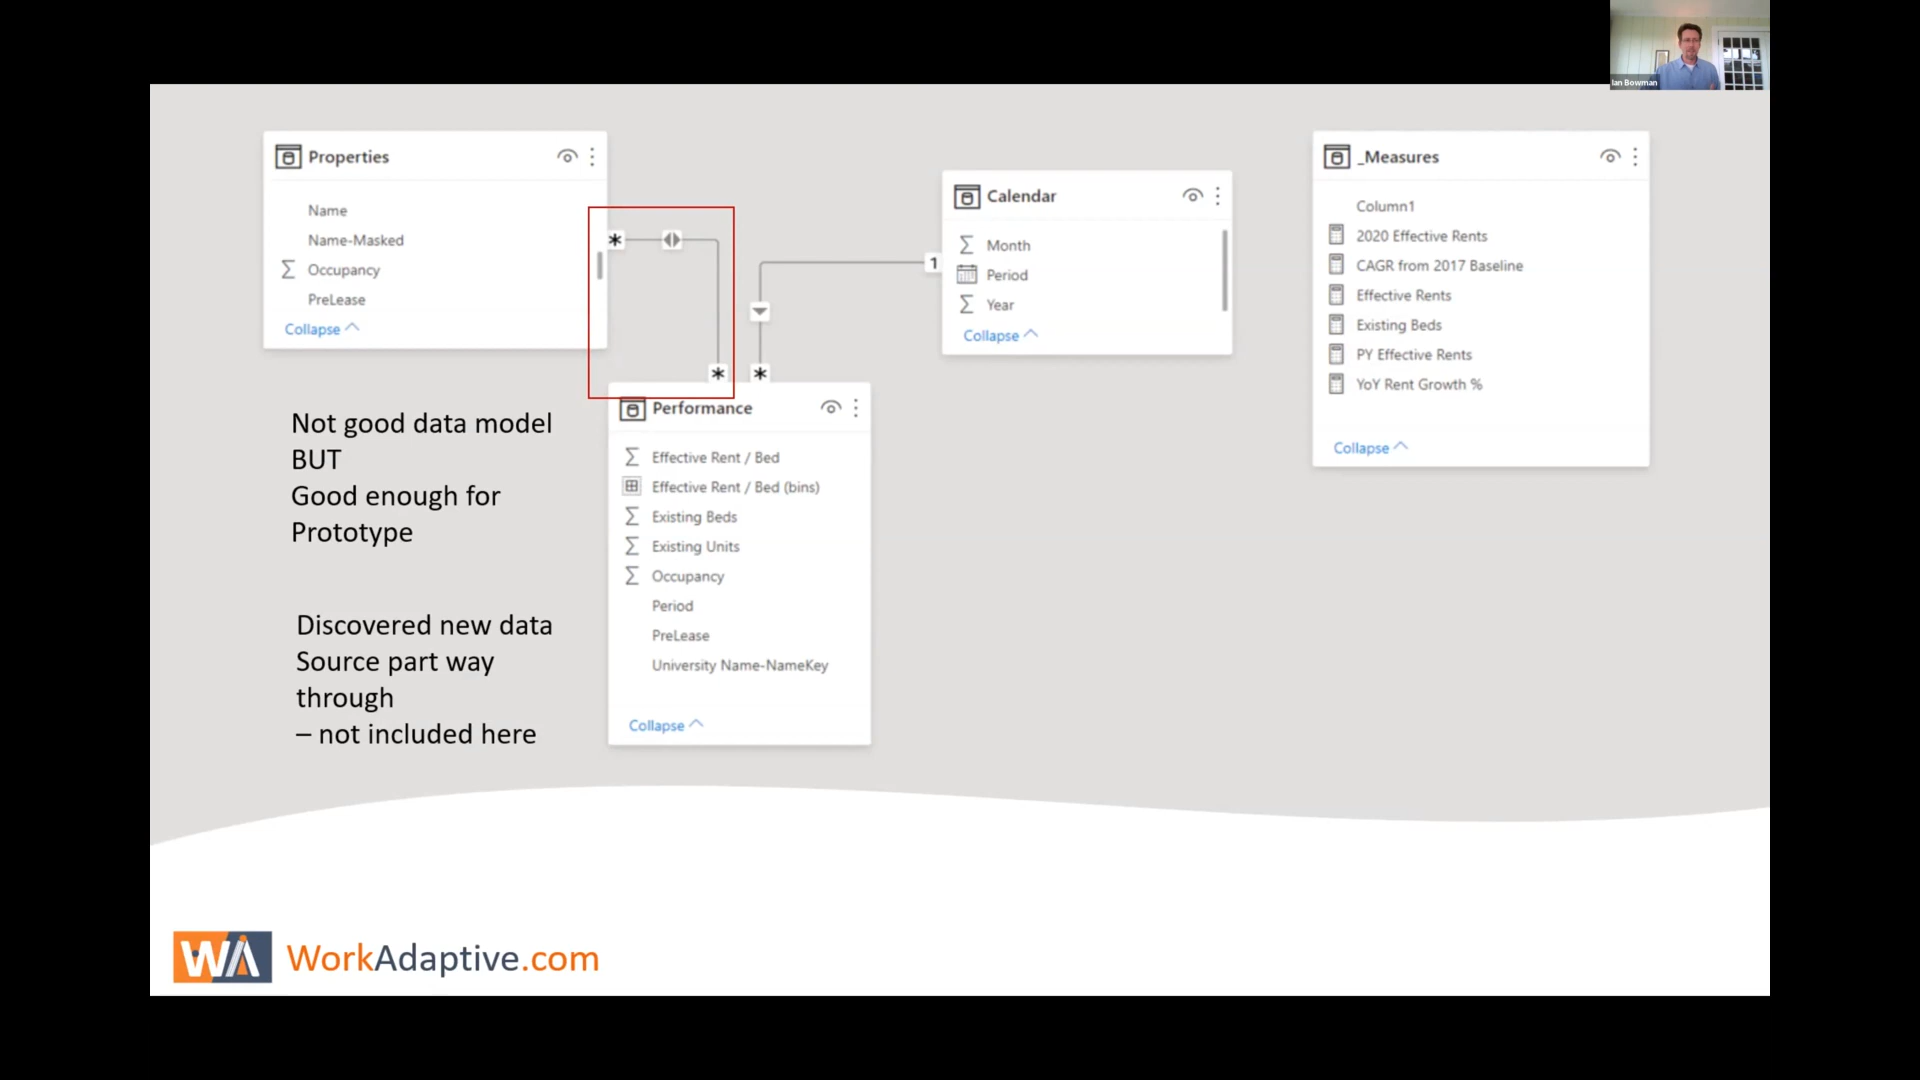 Ian Bowman
Properties
Name
Name-Masked
Occupancy
PreLease
Collapse
*
*
*
1
Calendar
Month
Period
Year
Collapse
_Measures
Column1
2020 Effective Rents
CAGR from 2017 Baseline
Effective Rents
Existing Beds
PY Effective Rents
YoY Rent Growth %
Collapse
Performance
Effective Rent / Bed
Effective Rent / Bed (bins)
Existing Beds
Existing Units
Occupancy
Period
PreLease
University Name-NameKey
Collapse
Not good data model
BUT
Good enough for
Prototype
Discovered new data
Source part way
through
– not included here
WA WorkAdaptive.com